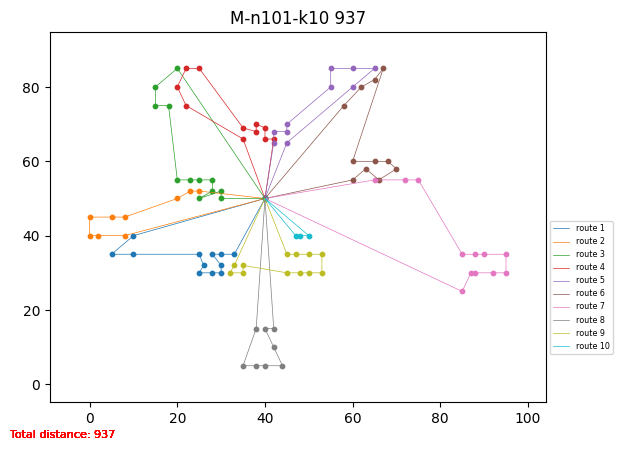 M-n101-k10 937
80
60
40
20
0
0 20 40 60 80 100
route 1
route 2
route 3
route 4
route 5
route 6
route 7
route 8
route 9
route 10
Total distance: 937